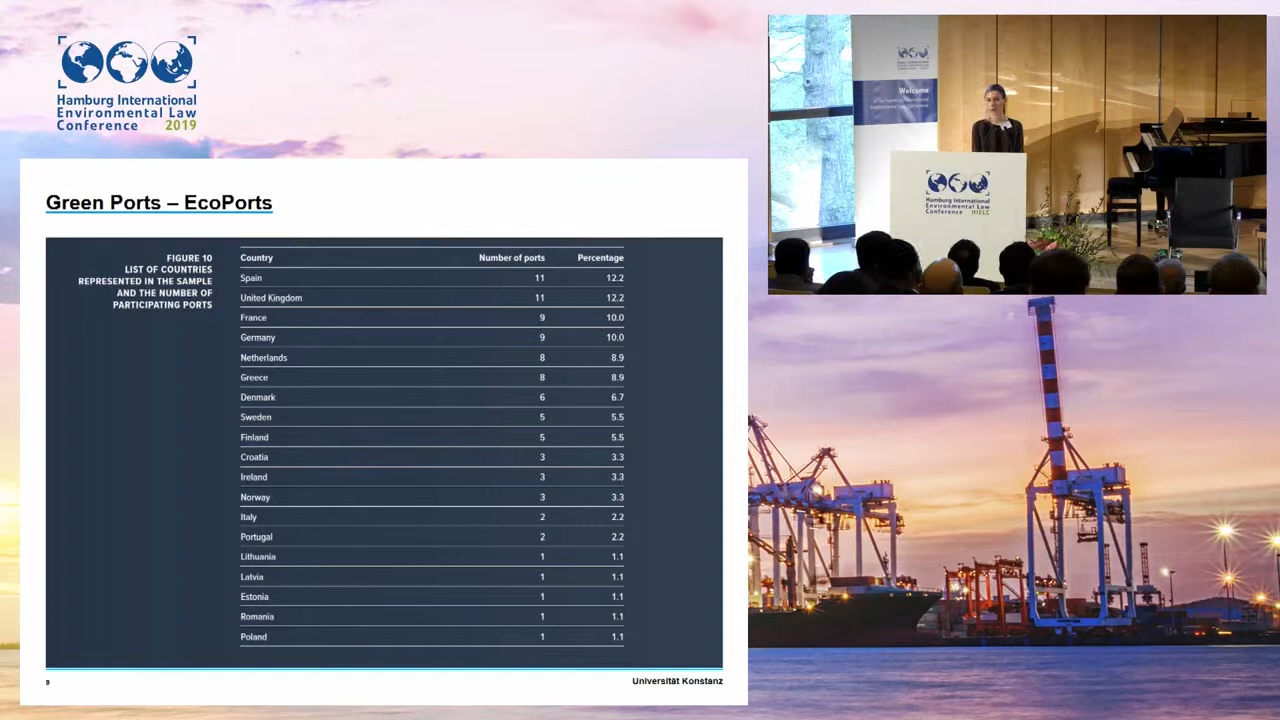 Hamburg International
Environmental Law
Conference 2019
Welcome
Hamburg International
Environmental Law
Conference HIELC
Green Ports – EcoPorts
FIGURE 10
LIST OF COUNTRIES
REPRESENTED IN THE SAMPLE
AND THE NUMBER OF
PARTICIPATING PORTS
Country Number of ports Percentage
Spain 11 12.2
United Kingdom 11 12.2
France 9 10.0
Germany 9 10.0
Netherlands 8 8.9
Greece 8 8.9
Denmark 6 6.7
Sweden 5 5.5
Finland 5 5.5
Croatia 3 3.3
Ireland 3 3.3
Norway 3 3.3
Italy 2 2.2
Portugal 2 2.2
Lithuania 1 1.1
Latvia 1 1.1
Estonia 1 1.1
Romania 1 1.1
Poland 1 1.1
9 Universität Konstanz